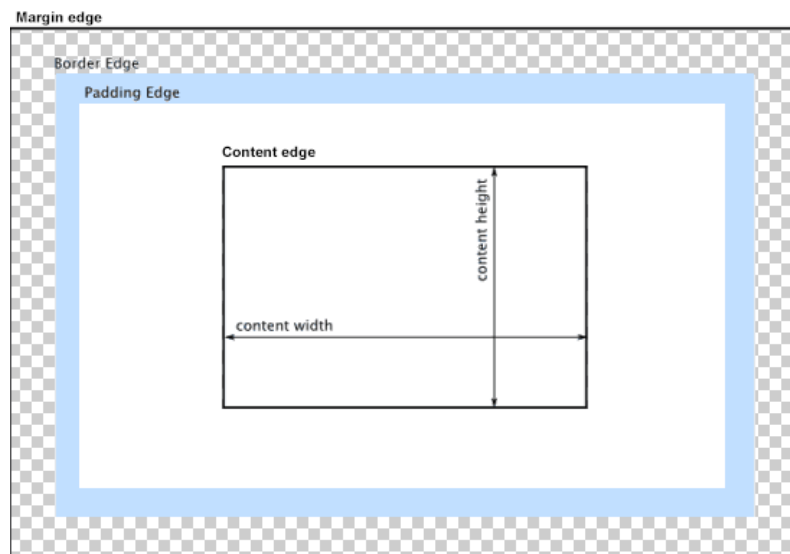 Margin edge
Border Edge
Padding Edge
Content edge
content height
content width